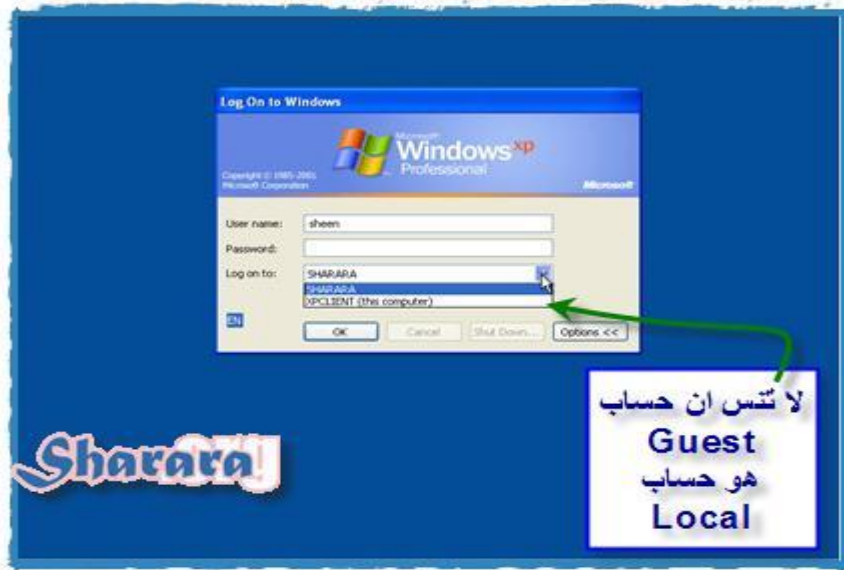 Log On to Windows
Microsoft
Windows xp
Professional
Copyright © 1985-2001
Microsoft Corporation
Microsoft
User name: sheen
Password:
Log on to: SHARARA
SHARARA
XPCLIENT (this computer)
EN
OK Cancel Shut Down... Options <<
لا تنس ان حساب
Guest
هو حساب
Local
Sharara